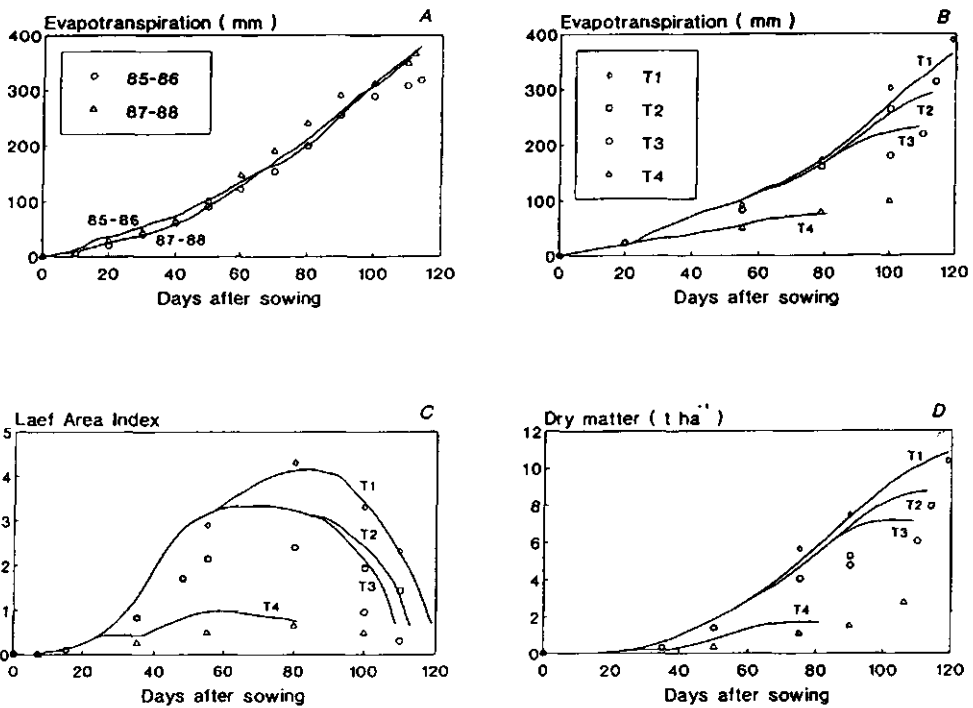 Evapotranspiration ( mm )
A
400
300
200
100
0
85-86
87-88
85-86
87-88
0 20 40 60 80 100 120
Days after sowing
Evapotranspiration ( mm )
B
400
300
200
100
0
T1
T2
T3
T4
T1
T2
T3
T4
0 20 40 60 80 100 120
Days after sowing
Laef Area Index
C
5
4
3
2
1
0
T1
T2
T3
T4
0 20 40 60 80 100 120
Days after sowing
Dry matter ( t ha⁻¹ )
D
12
10
8
6
4
2
0
T1
T2
T3
T4
0 20 40 60 80 100 120
Days after sowing